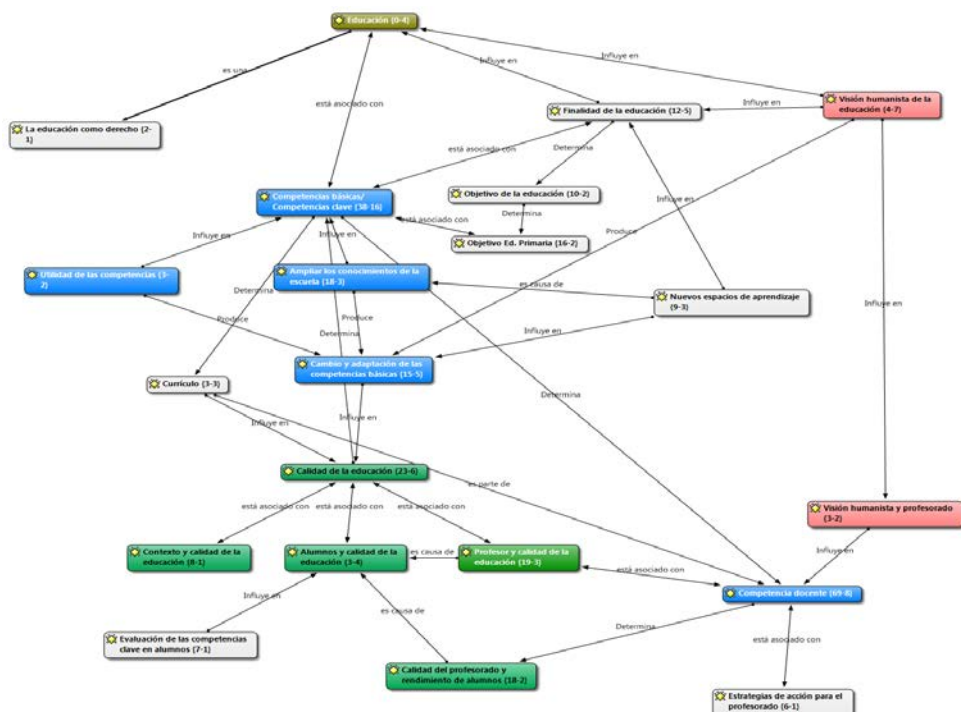 Educación (0-4)
es una
Influye en
Influye en
está asociado con
La educación como derecho (2-
1)
Finalidad de la educación (12-5)
Influye en
Visión humanista de la
educación (4-7)
está asociado con
Determina
Competencias básicas/
Competencias clave (38-16)
Objetivo de la educación (10-2)
está asociado con
Determina
Objetivo Ed. Primaria (16-2)
Influye en
Influye en
Influye en
Produce
Utilidad de las competencias (3-
2)
Ampliar los conocimientos de la
escuela (18-3)
es causa de
Nuevos espacios de aprendizaje
(9-3)
Determina
Produce
Produce
Determina
Influye en
Influye en
Cambio y adaptación de las
competencias básicas (15-5)
Currículo (3-3)
Determina
Influye en
Influye en
Calidad de la educación (23-6)
es parte de
está asociado con
está asociado con
está asociado con
Visión humanista y profesorado
(3-2)
Contexto y calidad de la
educación (8-1)
Alumnos y calidad de la
educación (3-4)
es causa de
Profesor y calidad de la
educación (19-3)
Influye en
está asociado con
Competencia docente (69-8)
Influye en
es causa de
Determina
está asociado con
Evaluación de las competencias
clave en alumnos (7-1)
Calidad del profesorado y
rendimiento de alumnos (18-2)
Estrategias de acción para el
profesorado (6-1)